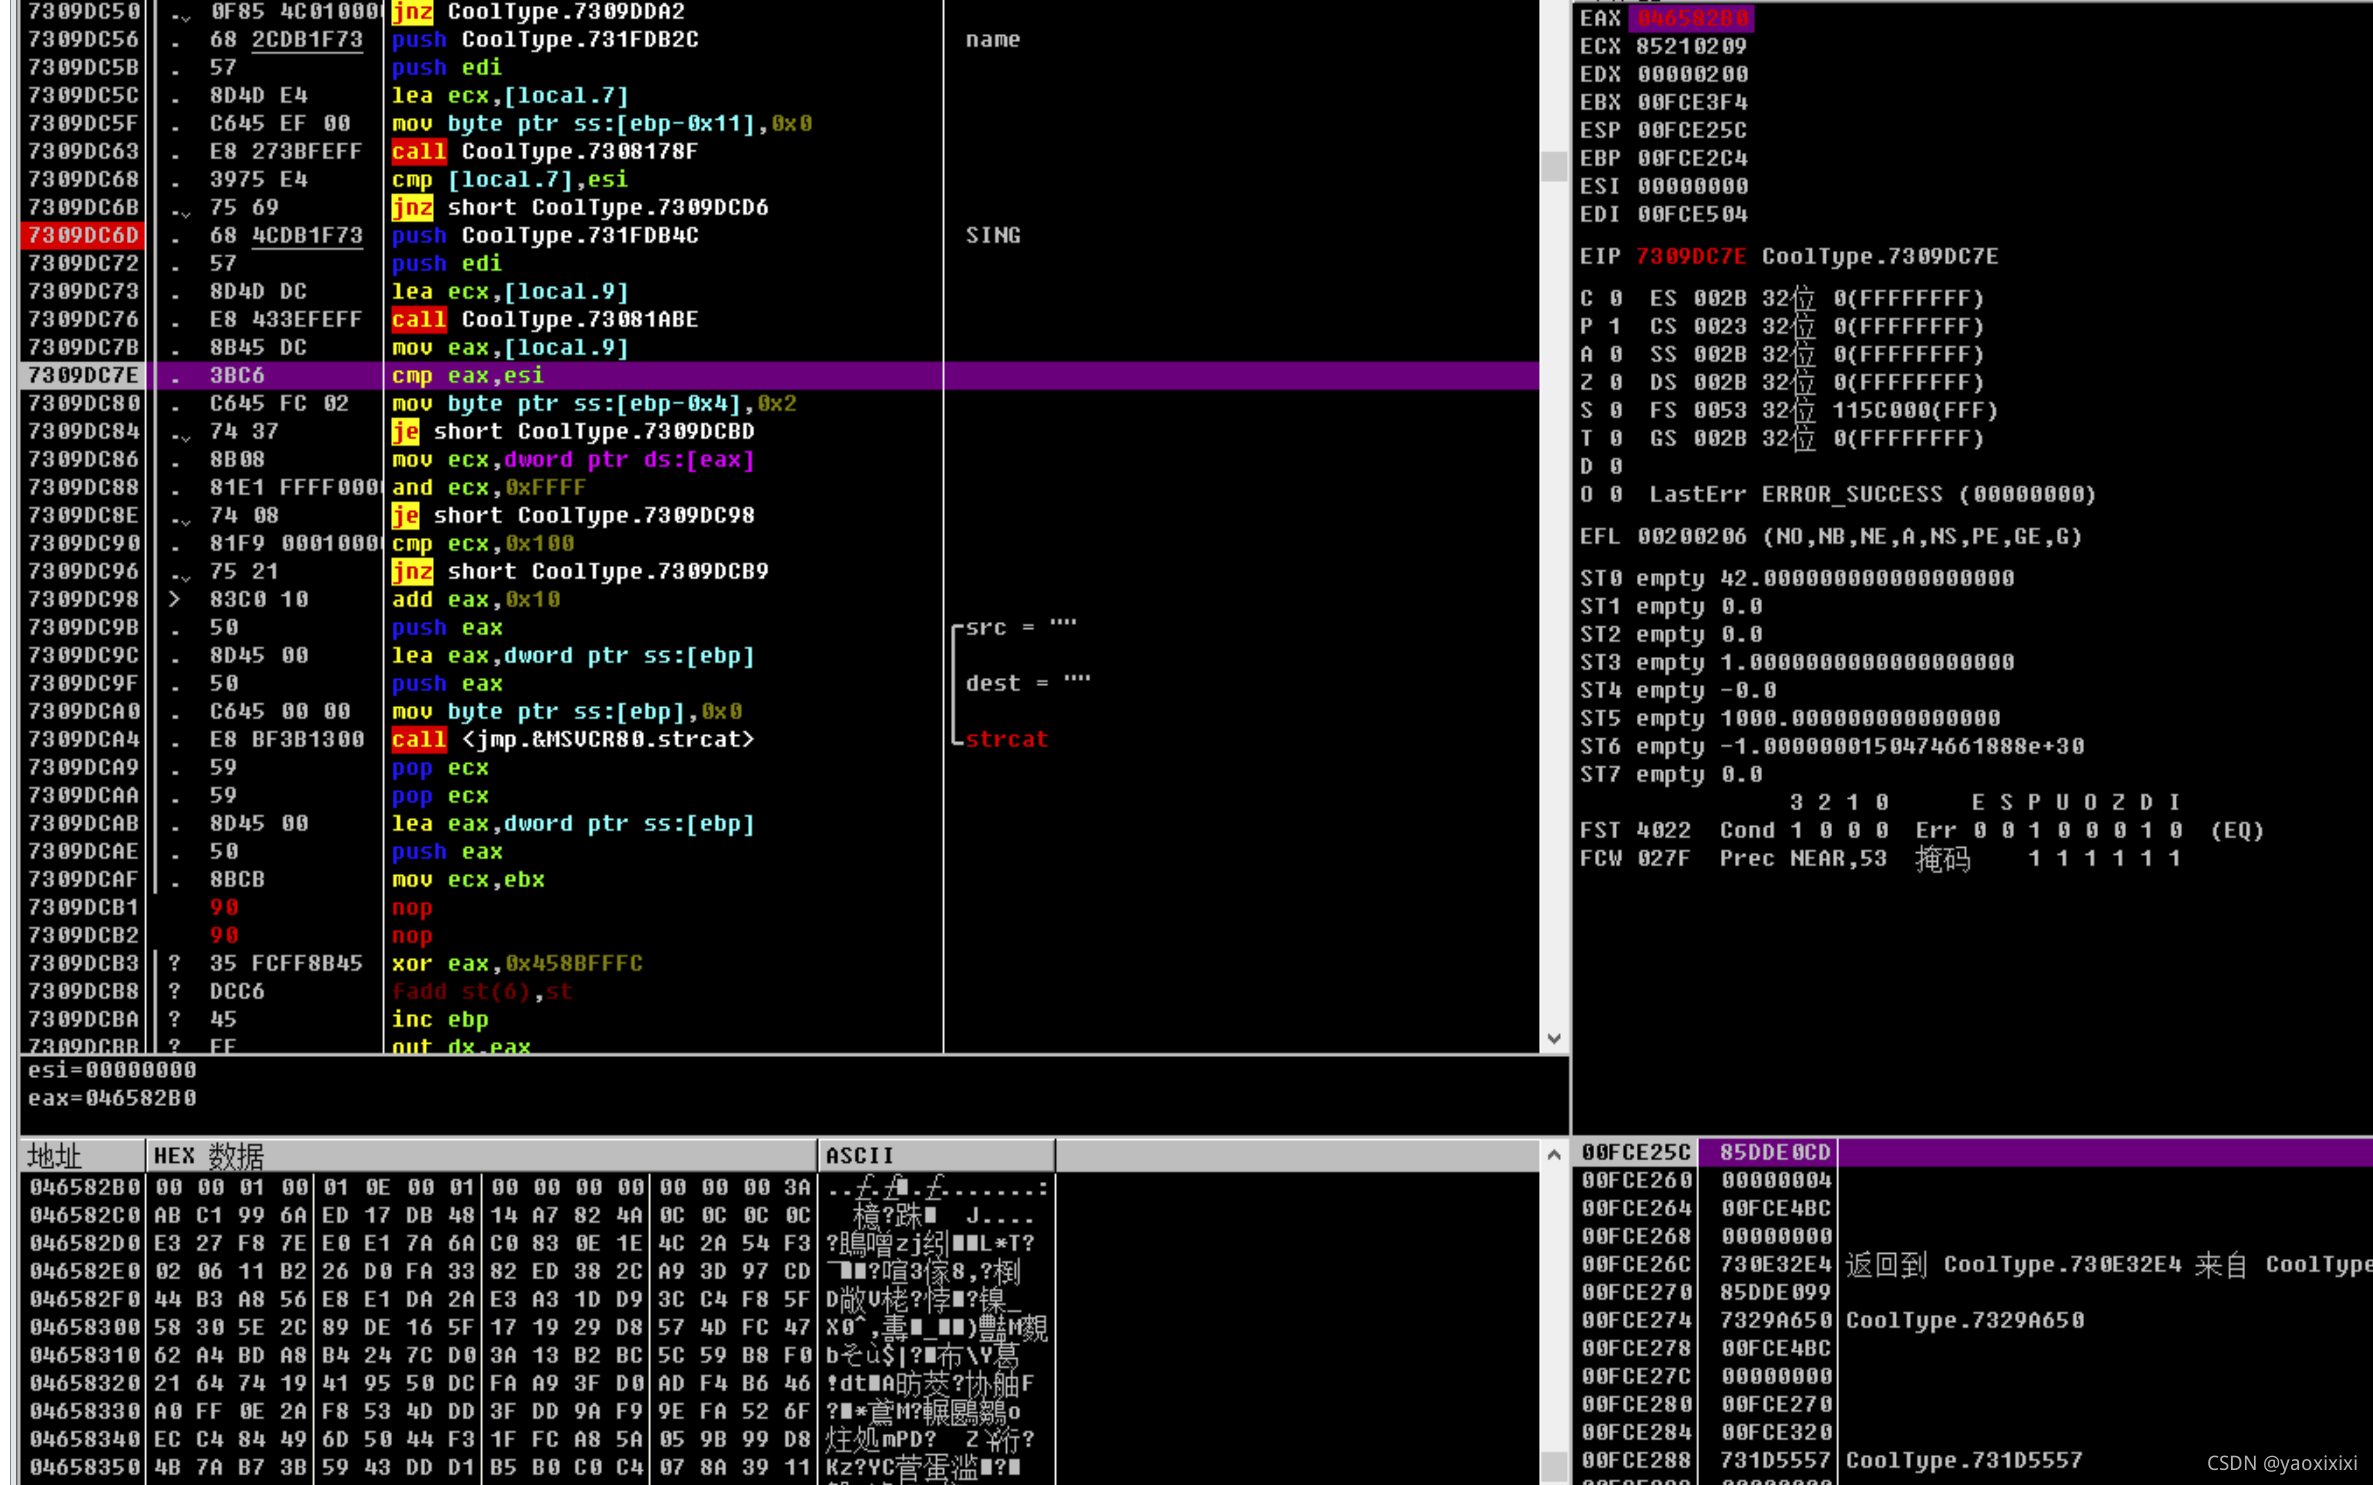 7309DC50 .⌄ 0F85 4C01000 jnz CoolType.7309DDA2
7309DC56 . 68 2CDB1F73 push CoolType.731FDB2C name
7309DC5B . 57 push edi
7309DC5C . 8D4D E4 lea ecx,[local.7]
7309DC5F . C645 EF 00 mov byte ptr ss:[ebp-0x11],0x0
7309DC63 . E8 273BFEFF call CoolType.7308178F
7309DC68 . 3975 E4 cmp [local.7],esi
7309DC6B .⌄ 75 69 jnz short CoolType.7309DCD6
7309DC6D . 68 4CDB1F73 push CoolType.731FDB4C SING
7309DC72 . 57 push edi
7309DC73 . 8D4D DC lea ecx,[local.9]
7309DC76 . E8 433EFEFF call CoolType.73081ABE
7309DC7B . 8B45 DC mov eax,[local.9]
7309DC7E . 3BC6 cmp eax,esi
7309DC80 . C645 FC 02 mov byte ptr ss:[ebp-0x4],0x2
7309DC84 .⌄ 74 37 je short CoolType.7309DCBD
7309DC86 . 8B08 mov ecx,dword ptr ds:[eax]
7309DC88 . 81E1 FFFF000 and ecx,0xFFFF
7309DC8E .⌄ 74 08 je short CoolType.7309DC98
7309DC90 . 81F9 0001000 cmp ecx,0x100
7309DC96 .⌄ 75 21 jnz short CoolType.7309DCB9
7309DC98 > 83C0 10 add eax,0x10
7309DC9B . 50 push eax src = ""
7309DC9C . 8D45 00 lea eax,dword ptr ss:[ebp]
7309DC9F . 50 push eax dest = ""
7309DCA0 . C645 00 00 mov byte ptr ss:[ebp],0x0
7309DCA4 . E8 BF3B1300 call <jmp.&MSVCR80.strcat> strcat
7309DCA9 . 59 pop ecx
7309DCAA . 59 pop ecx
7309DCAB . 8D45 00 lea eax,dword ptr ss:[ebp]
7309DCAE . 50 push eax
7309DCAF . 8BCB mov ecx,ebx
7309DCB1 90 nop
7309DCB2 90 nop
7309DCB3 ? 35 FCFF8B45 xor eax,0x458BFFFC
7309DCB8 ? DCC6 fadd st(6),st
7309DCBA ? 45 inc ebp
7309DCBB ? EF out dx,eax
esi=00000000
eax=046582B0
EAX 046582B0
ECX 85210209
EDX 00000200
EBX 00FCE3F4
ESP 00FCE25C
EBP 00FCE2C4
ESI 00000000
EDI 00FCE504
EIP 7309DC7E CoolType.7309DC7E
C 0 ES 002B 32位 0(FFFFFFFF)
P 1 CS 0023 32位 0(FFFFFFFF)
A 0 SS 002B 32位 0(FFFFFFFF)
Z 0 DS 002B 32位 0(FFFFFFFF)
S 0 FS 0053 32位 115C000(FFF)
T 0 GS 002B 32位 0(FFFFFFFF)
D 0
O 0 LastErr ERROR_SUCCESS (00000000)
EFL 00200206 (NO,NB,NE,A,NS,PE,GE,G)
ST0 empty 42.000000000000000000
ST1 empty 0.0
ST2 empty 0.0
ST3 empty 1.0000000000000000000
ST4 empty -0.0
ST5 empty 1000.0000000000000000
ST6 empty -1.0000000150474661888e+30
ST7 empty 0.0
3 2 1 0 E S P U O Z D I
FST 4022 Cond 1 0 0 0 Err 0 0 1 0 0 0 1 0 (EQ)
FCW 027F Prec NEAR,53 掩码 1 1 1 1 1 1
地址 HEX 数据 ASCII
046582B0 00 00 01 00 01 0E 00 01 00 00 00 00 00 00 00 3A
046582C0 AB C1 99 6A ED 17 DB 48 14 A7 82 4A 0C 0C 0C 0C
046582D0 E3 27 F8 7E E0 E1 7A 6A C0 83 0E 1E 4C 2A 54 F3
046582E0 02 06 11 B2 26 D0 FA 33 82 ED 38 2C A9 3D 97 CD
046582F0 44 B3 A8 56 E8 E1 DA 2A E3 A3 1D D9 3C C4 F8 5F
04658300 58 30 5E 2C 89 DE 16 5F 17 19 29 D8 57 4D FC 47
04658310 62 A4 BD A8 B4 24 7C D0 3A 13 B2 BC 5C 59 B8 F0
04658320 21 64 74 19 41 95 50 DC FA A9 3F D0 AD F4 B6 46
04658330 A0 FF 0E 2A F8 53 4D DD 3F DD 9A F9 9E FA 52 6F
04658340 EC C4 84 49 6D 50 44 F3 1F FC A8 5A 05 9B 99 D8
04658350 4B 7A B7 3B 59 43 DD D1 B5 B0 C0 C4 07 8A 39 11
00FCE25C 85DDE0CD
00FCE260 00000004
00FCE264 00FCE4BC
00FCE268 00000000
00FCE26C 730E32E4 返回到 CoolType.730E32E4 来自 CoolType
00FCE270 85DDE099
00FCE274 7329A650 CoolType.7329A650
00FCE278 00FCE4BC
00FCE27C 00000000
00FCE280 00FCE270
00FCE284 00FCE320
00FCE288 731D5557 CoolType.731D5557
CSDN @yaoxixixi